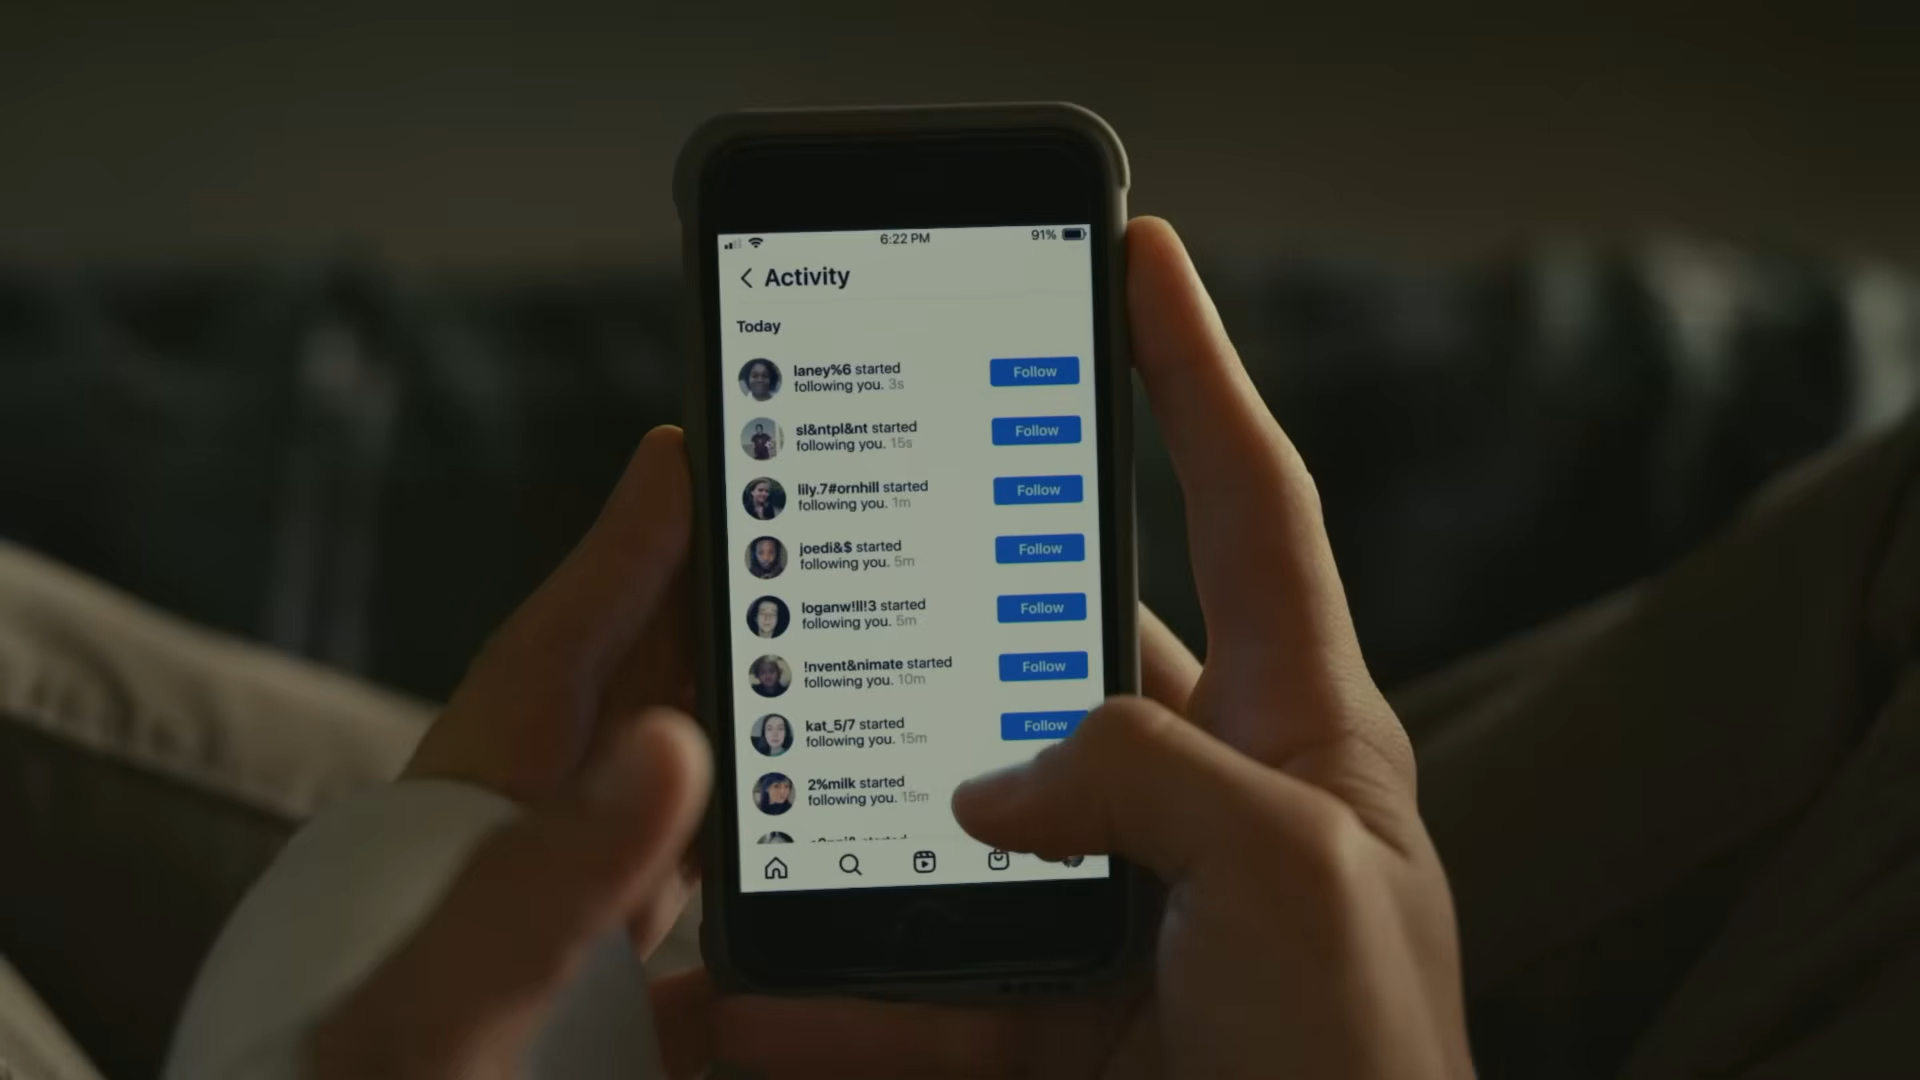 6:22 PM
91%
Activity
Today
laney%6 started
following you. 3s
Follow
sl&ntpl&nt started
following you. 15s
Follow
lily.7#ornhill started
following you. 1m
Follow
joedi&$ started
following you. 5m
Follow
loganw!ll!3 started
following you. 5m
Follow
!nvent&nimate started
following you. 10m
Follow
kat_5/7 started
following you. 15m
Follow
2%milk started
following you. 15m
started